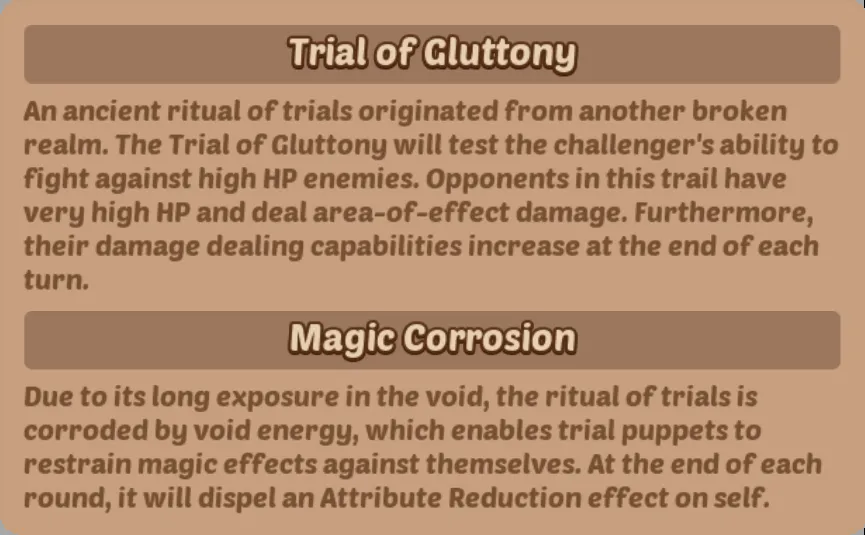 Trial of Gluttony
An ancient ritual of trials originated from another broken
realm. The Trial of Gluttony will test the challenger's ability to
fight against high HP enemies. Opponents in this trail have
very high HP and deal area-of-effect damage. Furthermore,
their damage dealing capabilities increase at the end of each
turn.
Magic Corrosion
Due to its long exposure in the void, the ritual of trials is
corroded by void energy, which enables trial puppets to
restrain magic effects against themselves. At the end of each
round, it will dispel an Attribute Reduction effect on self.